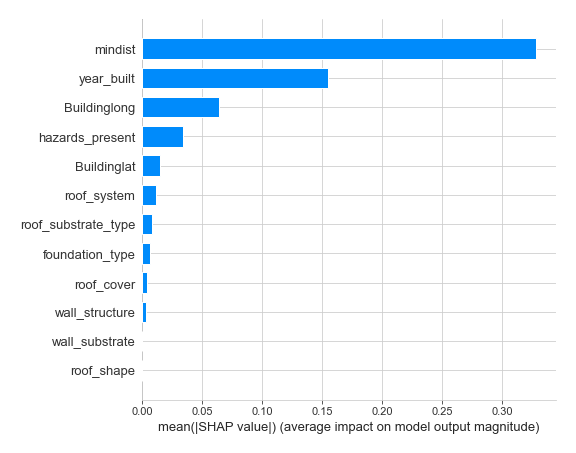 mindist
year_built
Buildinglong
hazards_present
Buildinglat
roof_system
roof_substrate_type
foundation_type
roof_cover
wall_structure
wall_substrate
roof_shape
0.00 0.05 0.10 0.15 0.20 0.25 0.30
mean(|SHAP value|) (average impact on model output magnitude)